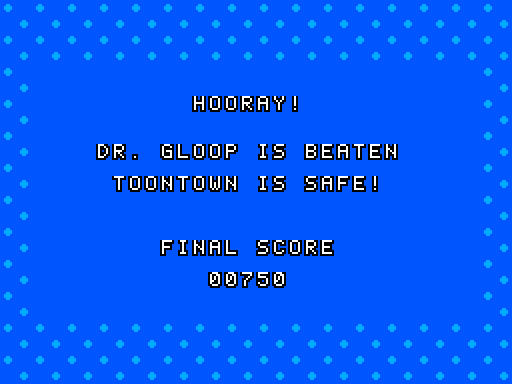 HOORAY!
DR. GLOOP IS BEATEN
TOONTOWN IS SAFE!
FINAL SCORE
00750